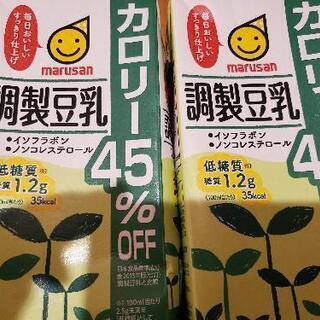 毎日おいしい
すっきり仕上げ
marusan
調製豆乳
•イソフラボン
•ノンコレステロール
低糖質
糖質1.2g
35kcal
カロリー
45%
OFF
毎日おいしい
すっきり仕上げ
marusan
調製豆乳
•イソフラボン
•ノンコレステロール
低糖質
糖質1.2g
35kcal
カロリー
45%
OFF